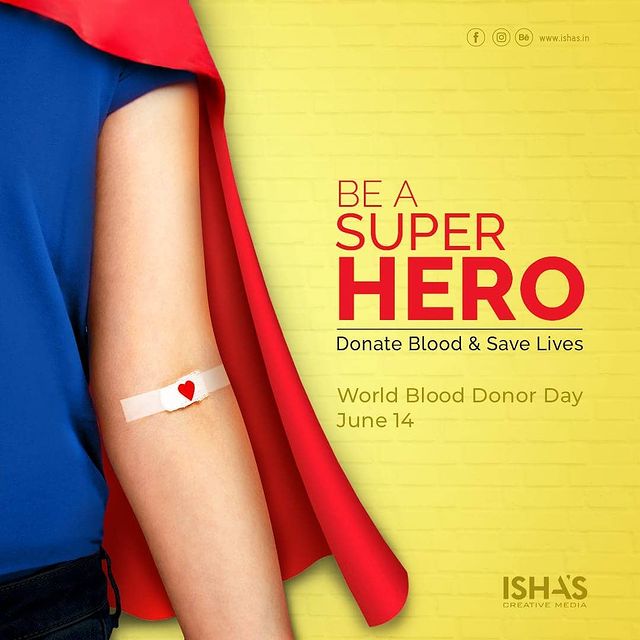 www.ishas.in
BE A
SUPER
HERO
Donate Blood & Save Lives
World Blood Donor Day
June 14
ISHA'S
CREATIVE MEDIA